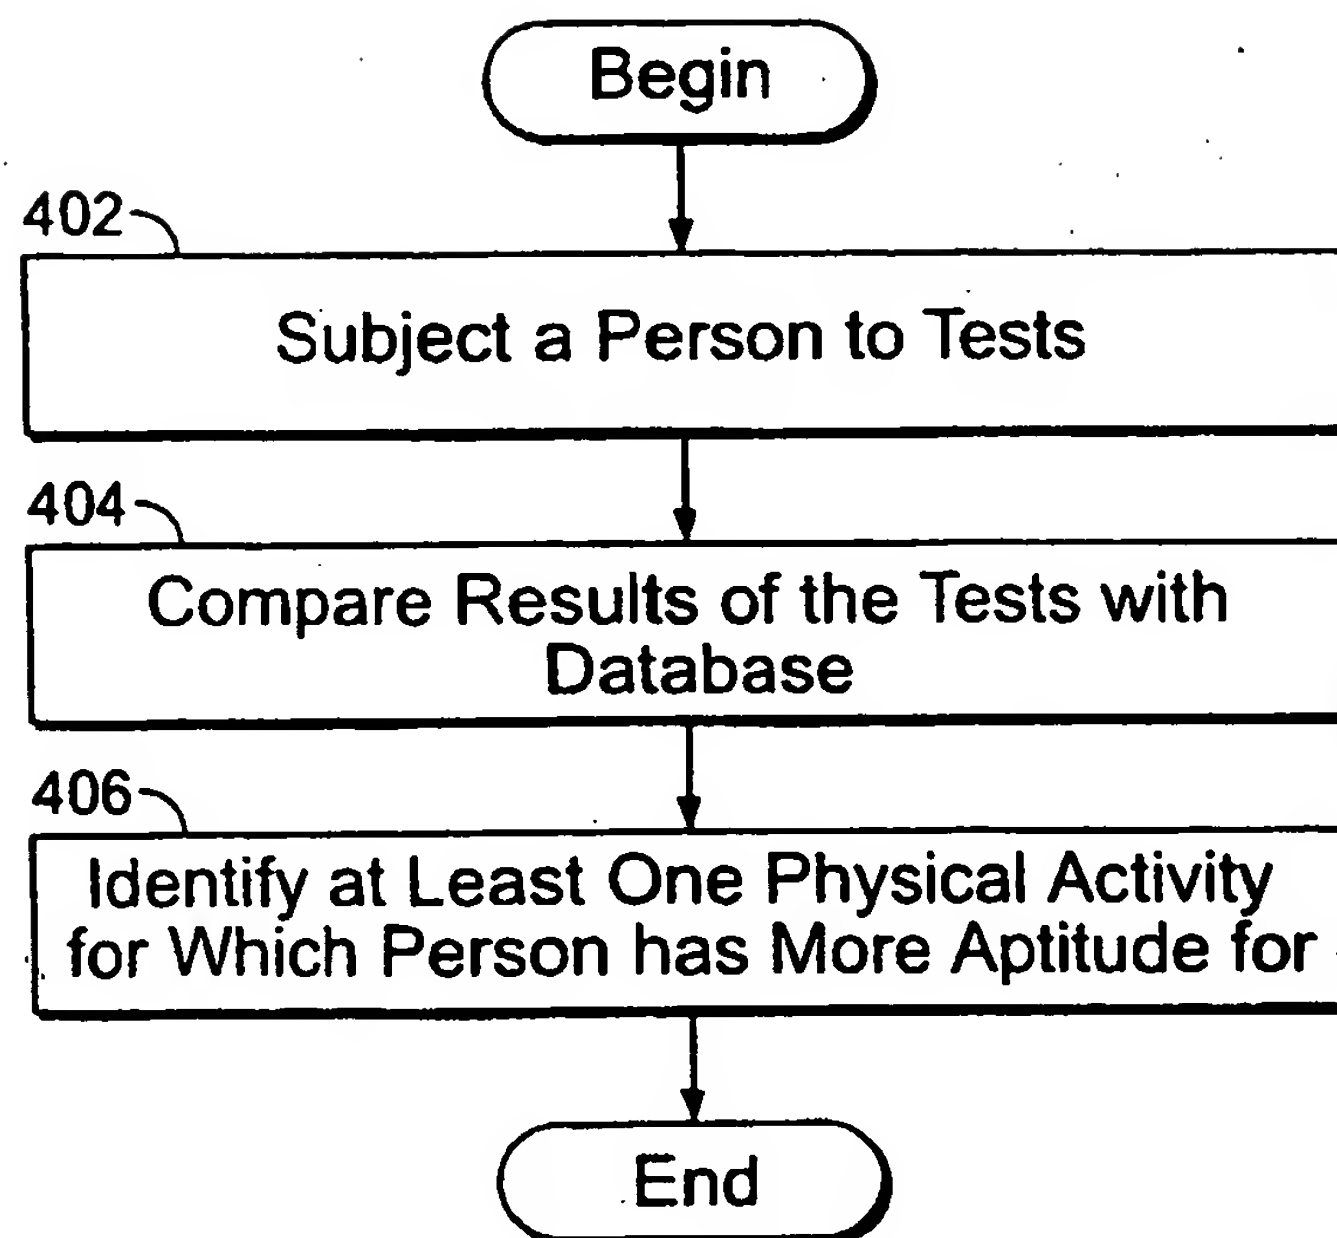 Begin
402
Subject a Person to Tests
404
Compare Results of the Tests with
Database
406
Identify at Least One Physical Activity
for Which Person has More Aptitude for
End